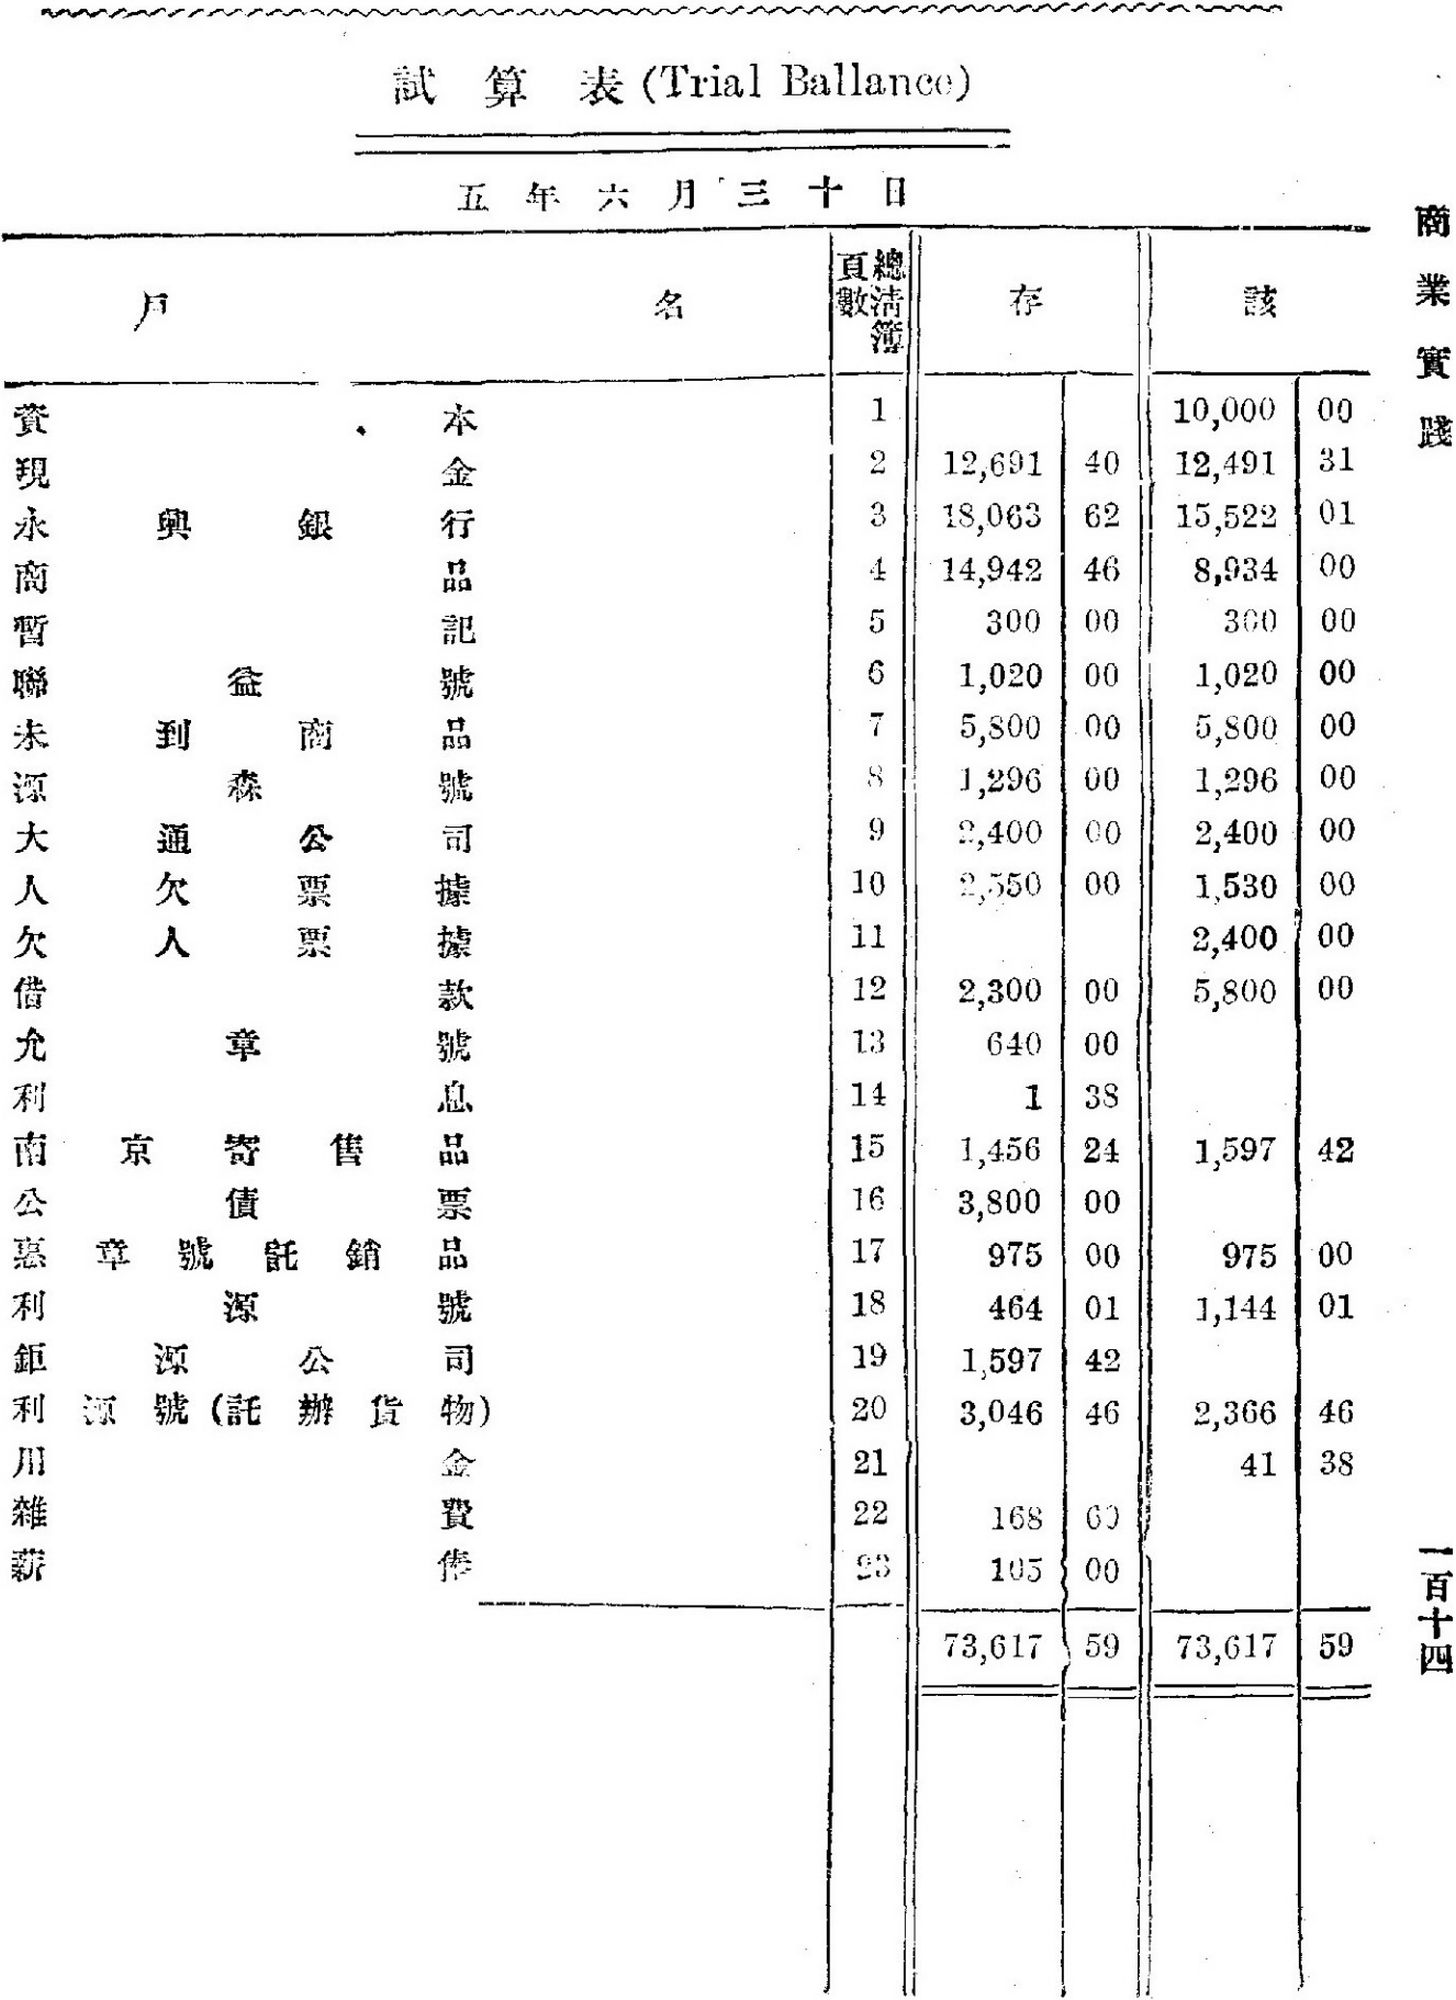 試算表(Trial Ballance)
五年六月三十日
戶名 總清簿頁數 存 該
資本 1 10,000 00
現金 2 12,691 40 12,491 31
永興銀行 3 18,063 62 15,522 01
商品 4 14,942 46 8,934 00
暫記 5 300 00 300 00
聯益號 6 1,020 00 1,020 00
未到商品 7 5,800 00 5,800 00
源森號 8 1,296 00 1,296 00
大通公司 9 2,400 00 2,400 00
人欠票據 10 2,550 00 1,530 00
欠人票據 11 2,400 00
借款 12 2,300 00 5,800 00
允章號 13 640 00
利息 14 1 38
南京寄售品 15 1,456 24 1,597 42
公債票 16 3,800 00
惠章號託銷品 17 975 00 975 00
利源號 18 464 01 1,144 01
鉅源公司 19 1,597 42
利源號(託辦貨物) 20 3,046 46 2,366 46
用金 21 41 38
雜費 22 168 60
薪俸 23 105 00
73,617 59 73,617 59
商業實踐
一百十四